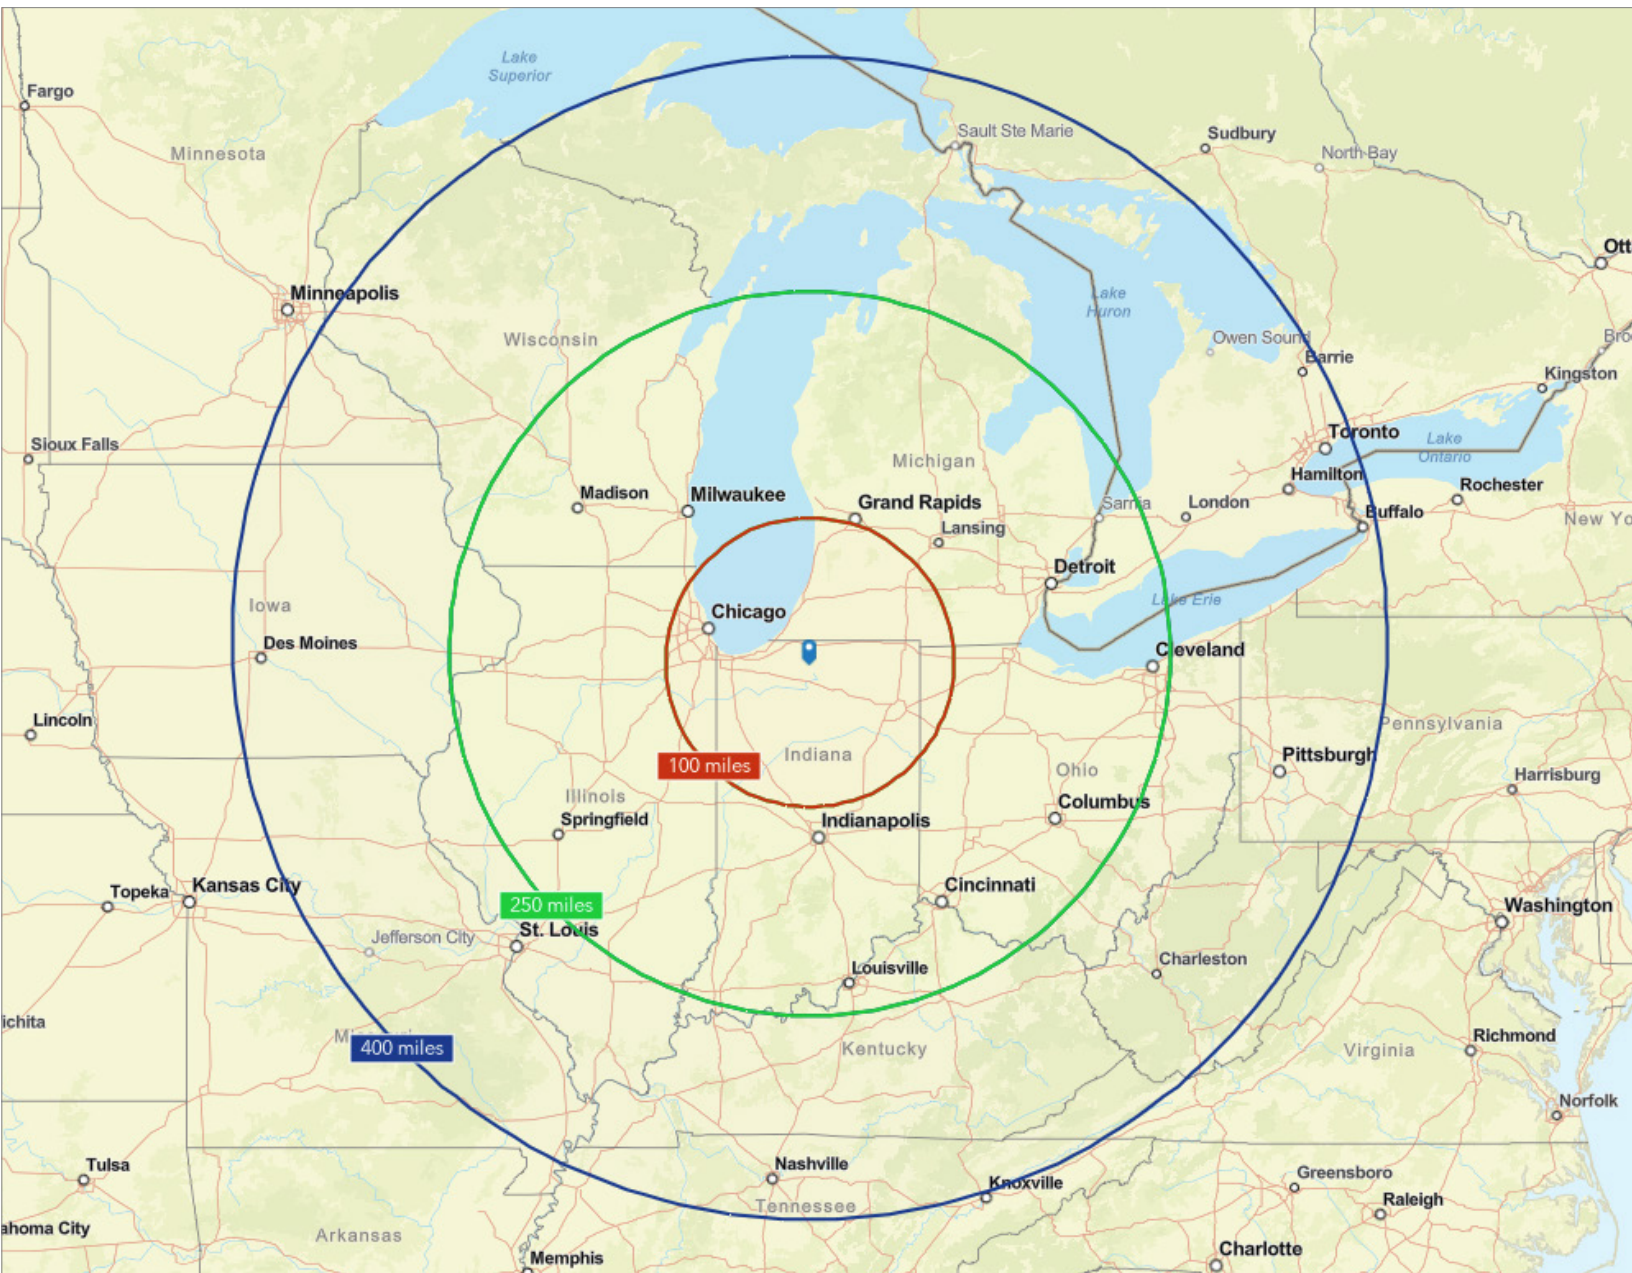 Lake
Superior
Fargo
Sault Ste Marie
Sudbury
Minnesota
North Bay
Ott
Minneapolis
Lake
Huron
Wisconsin
Owen Sound
Bro
Barrie
Kingston
Toronto
Lake
Ontario
Sioux Falls
Michigan
Hamilton
Madison
Milwaukee
Grand Rapids
Sarnia
London
Rochester
Buffalo
New Yo
Lansing
Detroit
Lake Erie
Iowa
Chicago
Des Moines
Cleveland
Lincoln
Pennsylvania
Indiana
Pittsburgh
100 miles
Ohio
Harrisburg
Illinois
Columbus
Springfield
Indianapolis
Topeka
Kansas City
Cincinnati
250 miles
Washington
St. Louis
Jefferson City
Louisville
Charleston
ichita
Richmond
400 miles
Kentucky
Virginia
Norfolk
Tulsa
Nashville
Knoxville
Greensboro
Tennessee
Raleigh
ahoma City
Arkansas
Memphis
Charlotte